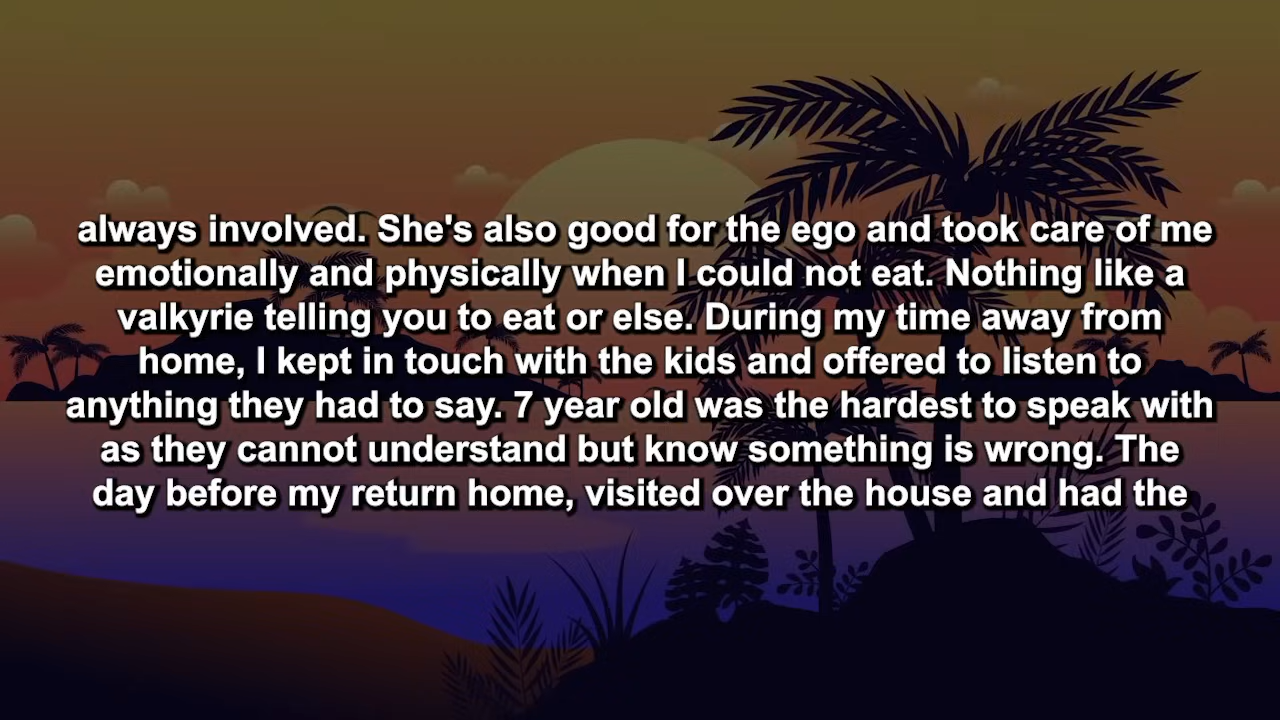 always involved. She's also good for the ego and took care of me
emotionally and physically when I could not eat. Nothing like a
valkyrie telling you to eat or else. During my time away from
home, I kept in touch with the kids and offered to listen to
anything they had to say. 7 year old was the hardest to speak with
as they cannot understand but know something is wrong. The
day before my return home, visited over the house and had the